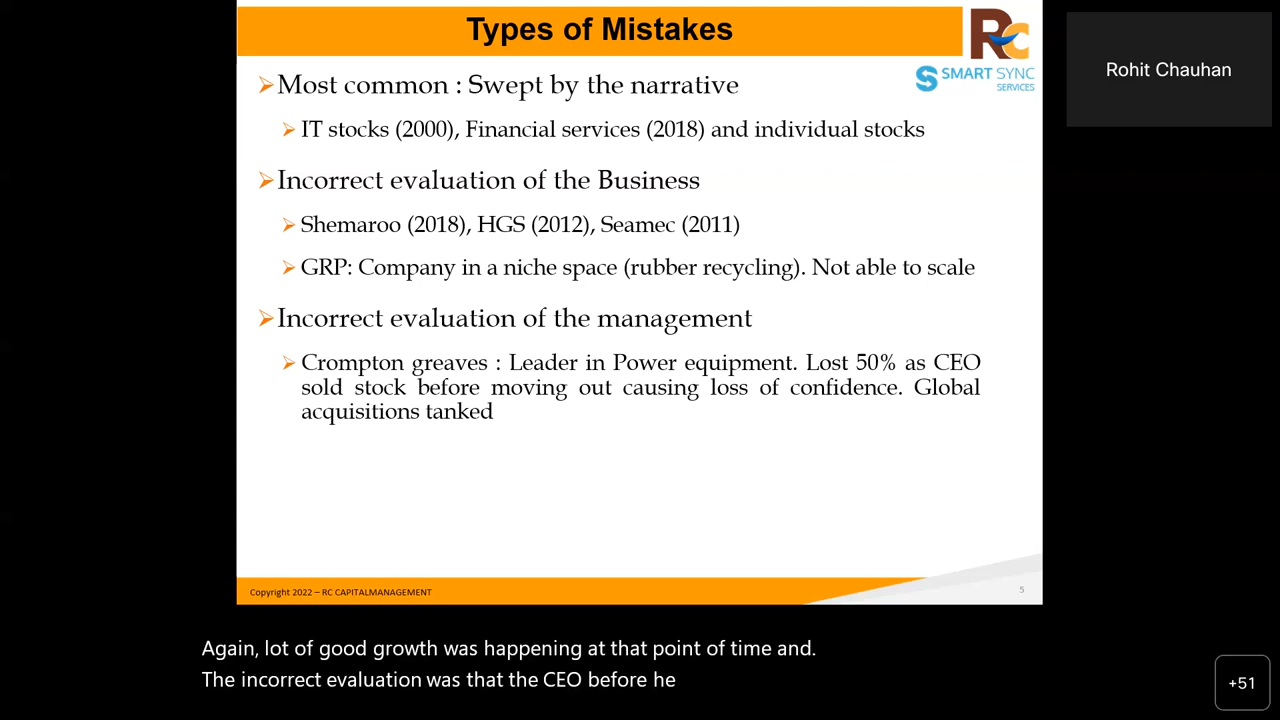 Types of Mistakes
RC
SMART SYNC
SERVICES
Rohit Chauhan
➢Most common : Swept by the narrative
➢ IT stocks (2000), Financial services (2018) and individual stocks
➢Incorrect evaluation of the Business
➢ Shemaroo (2018), HGS (2012), Seamec (2011)
➢ GRP: Company in a niche space (rubber recycling). Not able to scale
➢Incorrect evaluation of the management
➢ Crompton greaves : Leader in Power equipment. Lost 50% as CEO
sold stock before moving out causing loss of confidence. Global
acquisitions tanked
Copyright 2022 – RC CAPITALMANAGEMENT
5
Again, lot of good growth was happening at that point of time and.
The incorrect evaluation was that the CEO before he
+51